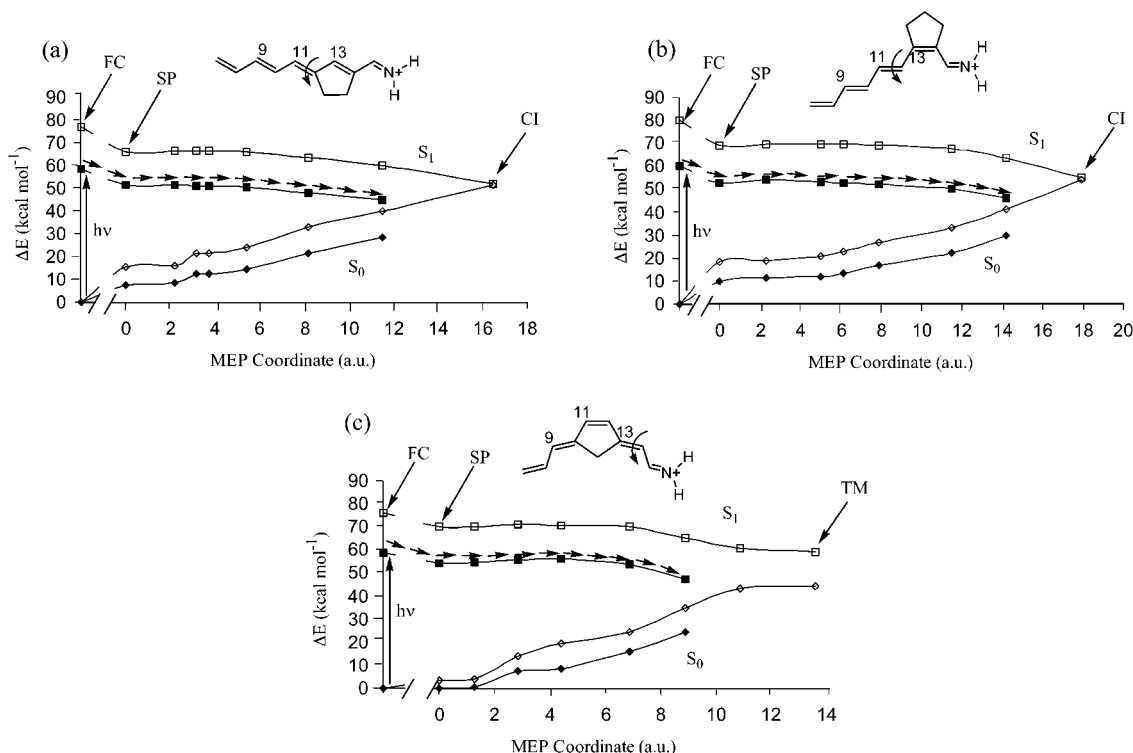 (a)
9 11 13
H
N+
H
FC
SP
CI
90
80
70
60
50
40
30
20
10
0
ΔE (kcal mol⁻¹)
hν
S₁
S₀
0 2 4 6 8 10 12 14 16 18
MEP Coordinate (a.u.)
(b)
9 11 13
H
N+
H
FC
SP
CI
90
80
70
60
50
40
30
20
10
0
ΔE (kcal mol⁻¹)
hν
S₁
S₀
0 2 4 6 8 10 12 14 16 18 20
MEP Coordinate (a.u.)
(c)
11
9 13
H
N+
H
FC
SP
TM
90
80
70
60
50
40
30
20
10
0
ΔE (kcal mol⁻¹)
hν
S₁
S₀
0 2 4 6 8 10 12 14
MEP Coordinate (a.u.)